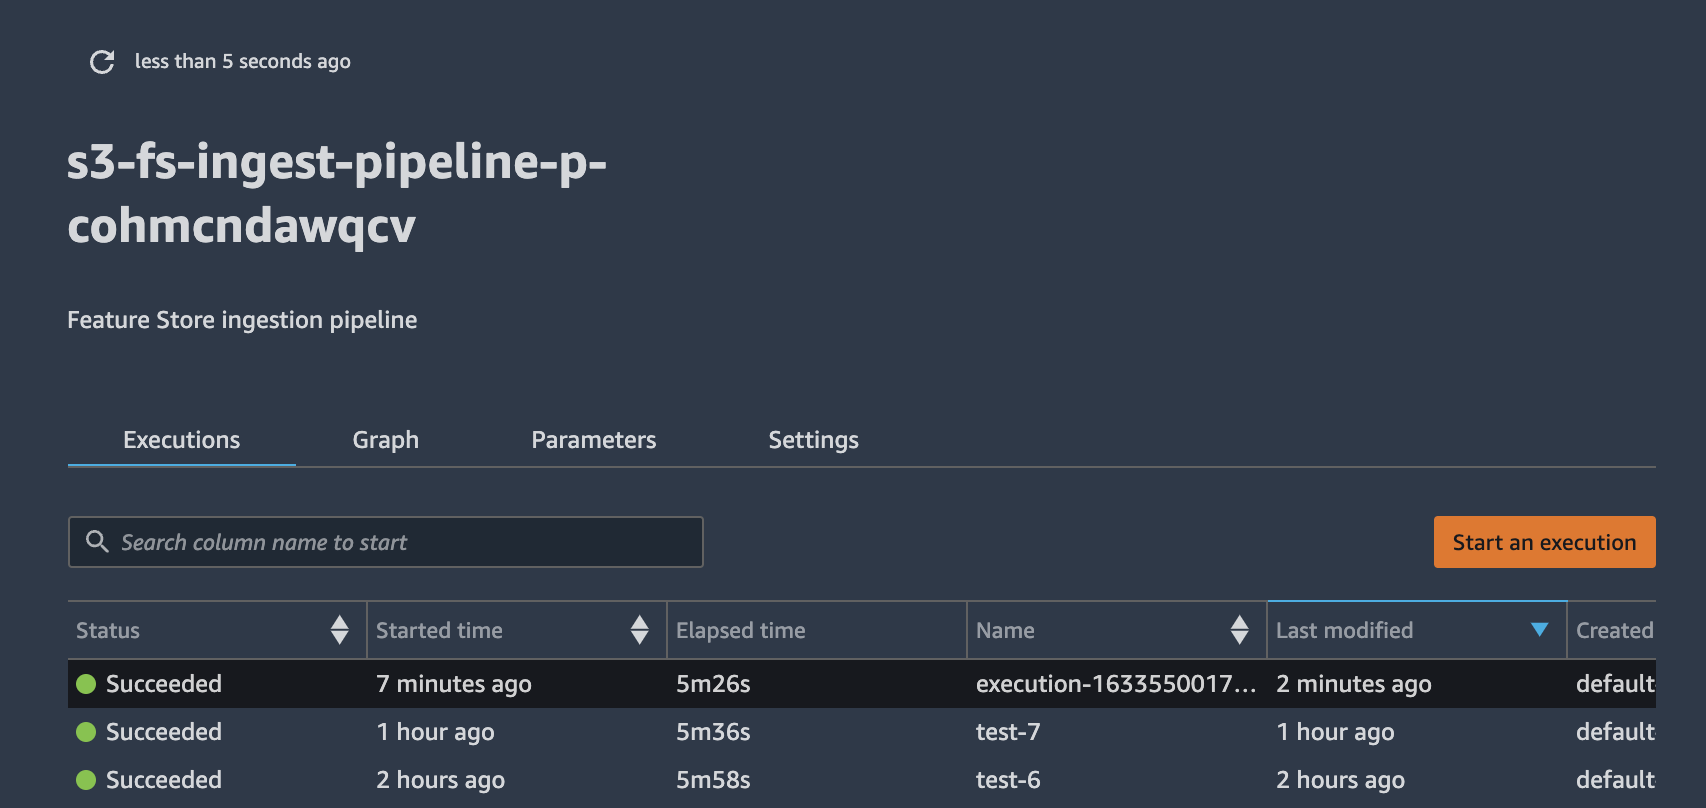 less than 5 seconds ago
s3-fs-ingest-pipeline-p-
cohmcndawqcv
Feature Store ingestion pipeline
Executions Graph Parameters Settings
Search column name to start
Start an execution
Status Started time Elapsed time Name Last modified Created
Succeeded 7 minutes ago 5m26s execution-1633550017... 2 minutes ago default
Succeeded 1 hour ago 5m36s test-7 1 hour ago default
Succeeded 2 hours ago 5m58s test-6 2 hours ago default